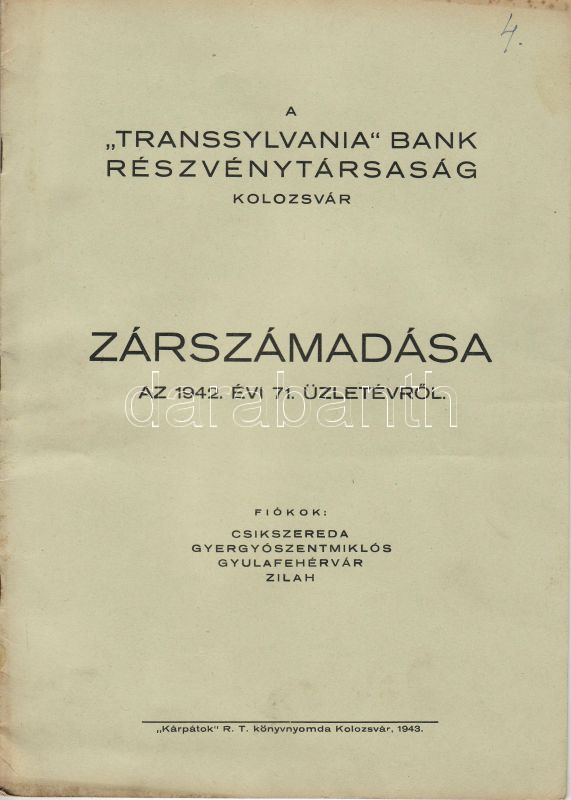 4.
A
„TRANSSYLVANIA“ BANK
RÉSZVÉNYTÁRSASÁG
KOLOZSVÁR
ZÁRSZÁMADÁSA
AZ 1942. ÉVI 71. ÜZLETÉVRŐL.
darabanth
FIÓKOK:
CSIKSZEREDA
GYERGYÓSZENTMIKLÓS
GYULAFEHÉRVÁR
ZILAH
„Kárpátok“ R. T. könyvnyomda Kolozsvár, 1943.